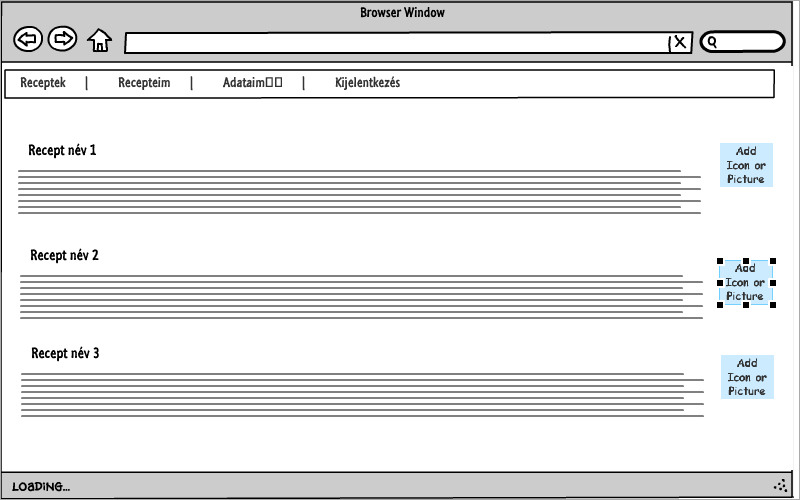 Browser Window
X
Receptek | Recepteim | Adataim□□ | Kijelentkezés
Recept név 1
Add
Icon or
Picture
Recept név 2
Add
Icon or
Picture
Recept név 3
Add
Icon or
Picture
LOADING...